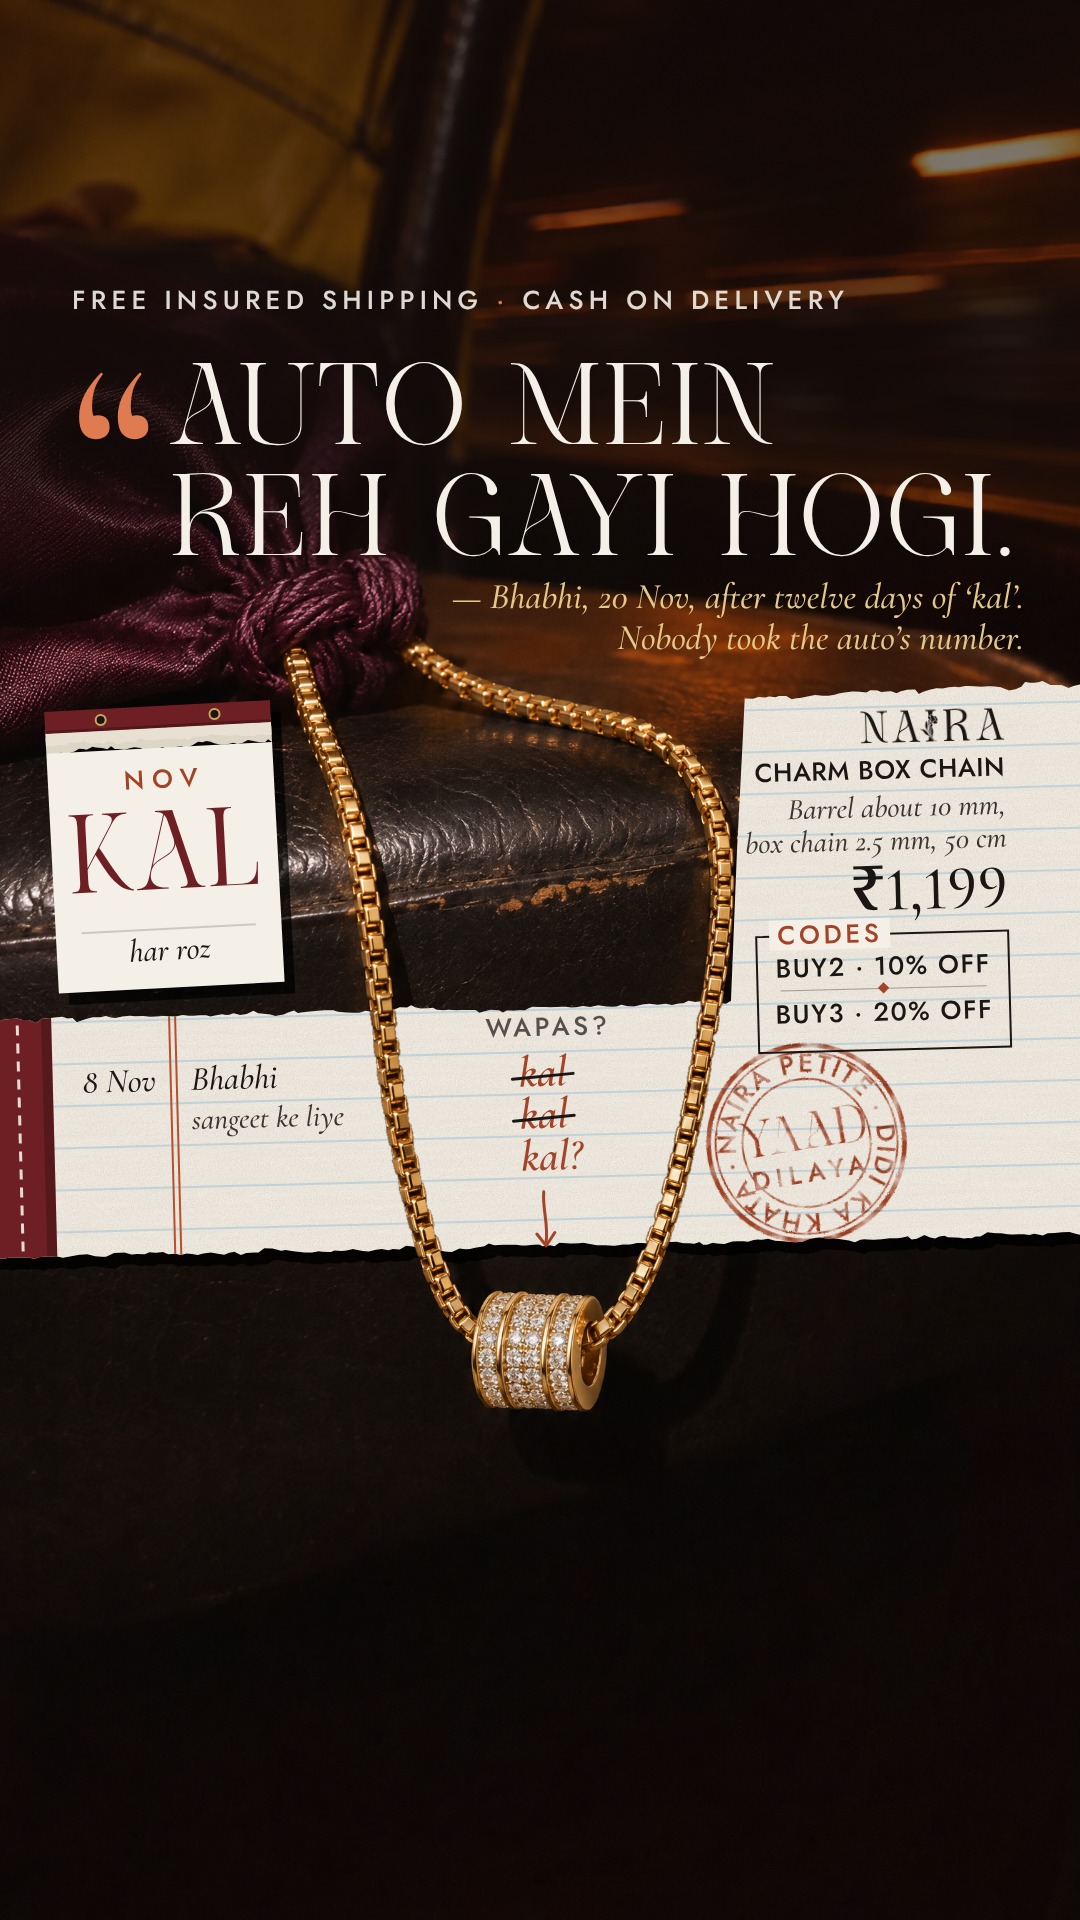 FREE INSURED SHIPPING · CASH ON DELIVERY
“AUTO MEIN
REH GAYI HOGI.
— Bhabhi, 20 Nov, after twelve days of ‘kal’.
Nobody took the auto’s number.
NOV
KAL
har roz
NAIRA
CHARM BOX CHAIN
Barrel about 10 mm,
box chain 2.5 mm, 50 cm
₹1,199
CODES
BUY2 · 10% OFF
BUY3 · 20% OFF
8 Nov
Bhabhi
sangeet ke liye
WAPAS?
kal
kal
kal?
NAIRA PETITE · DIDI KA KHATA ·
YAAD
DILAYA